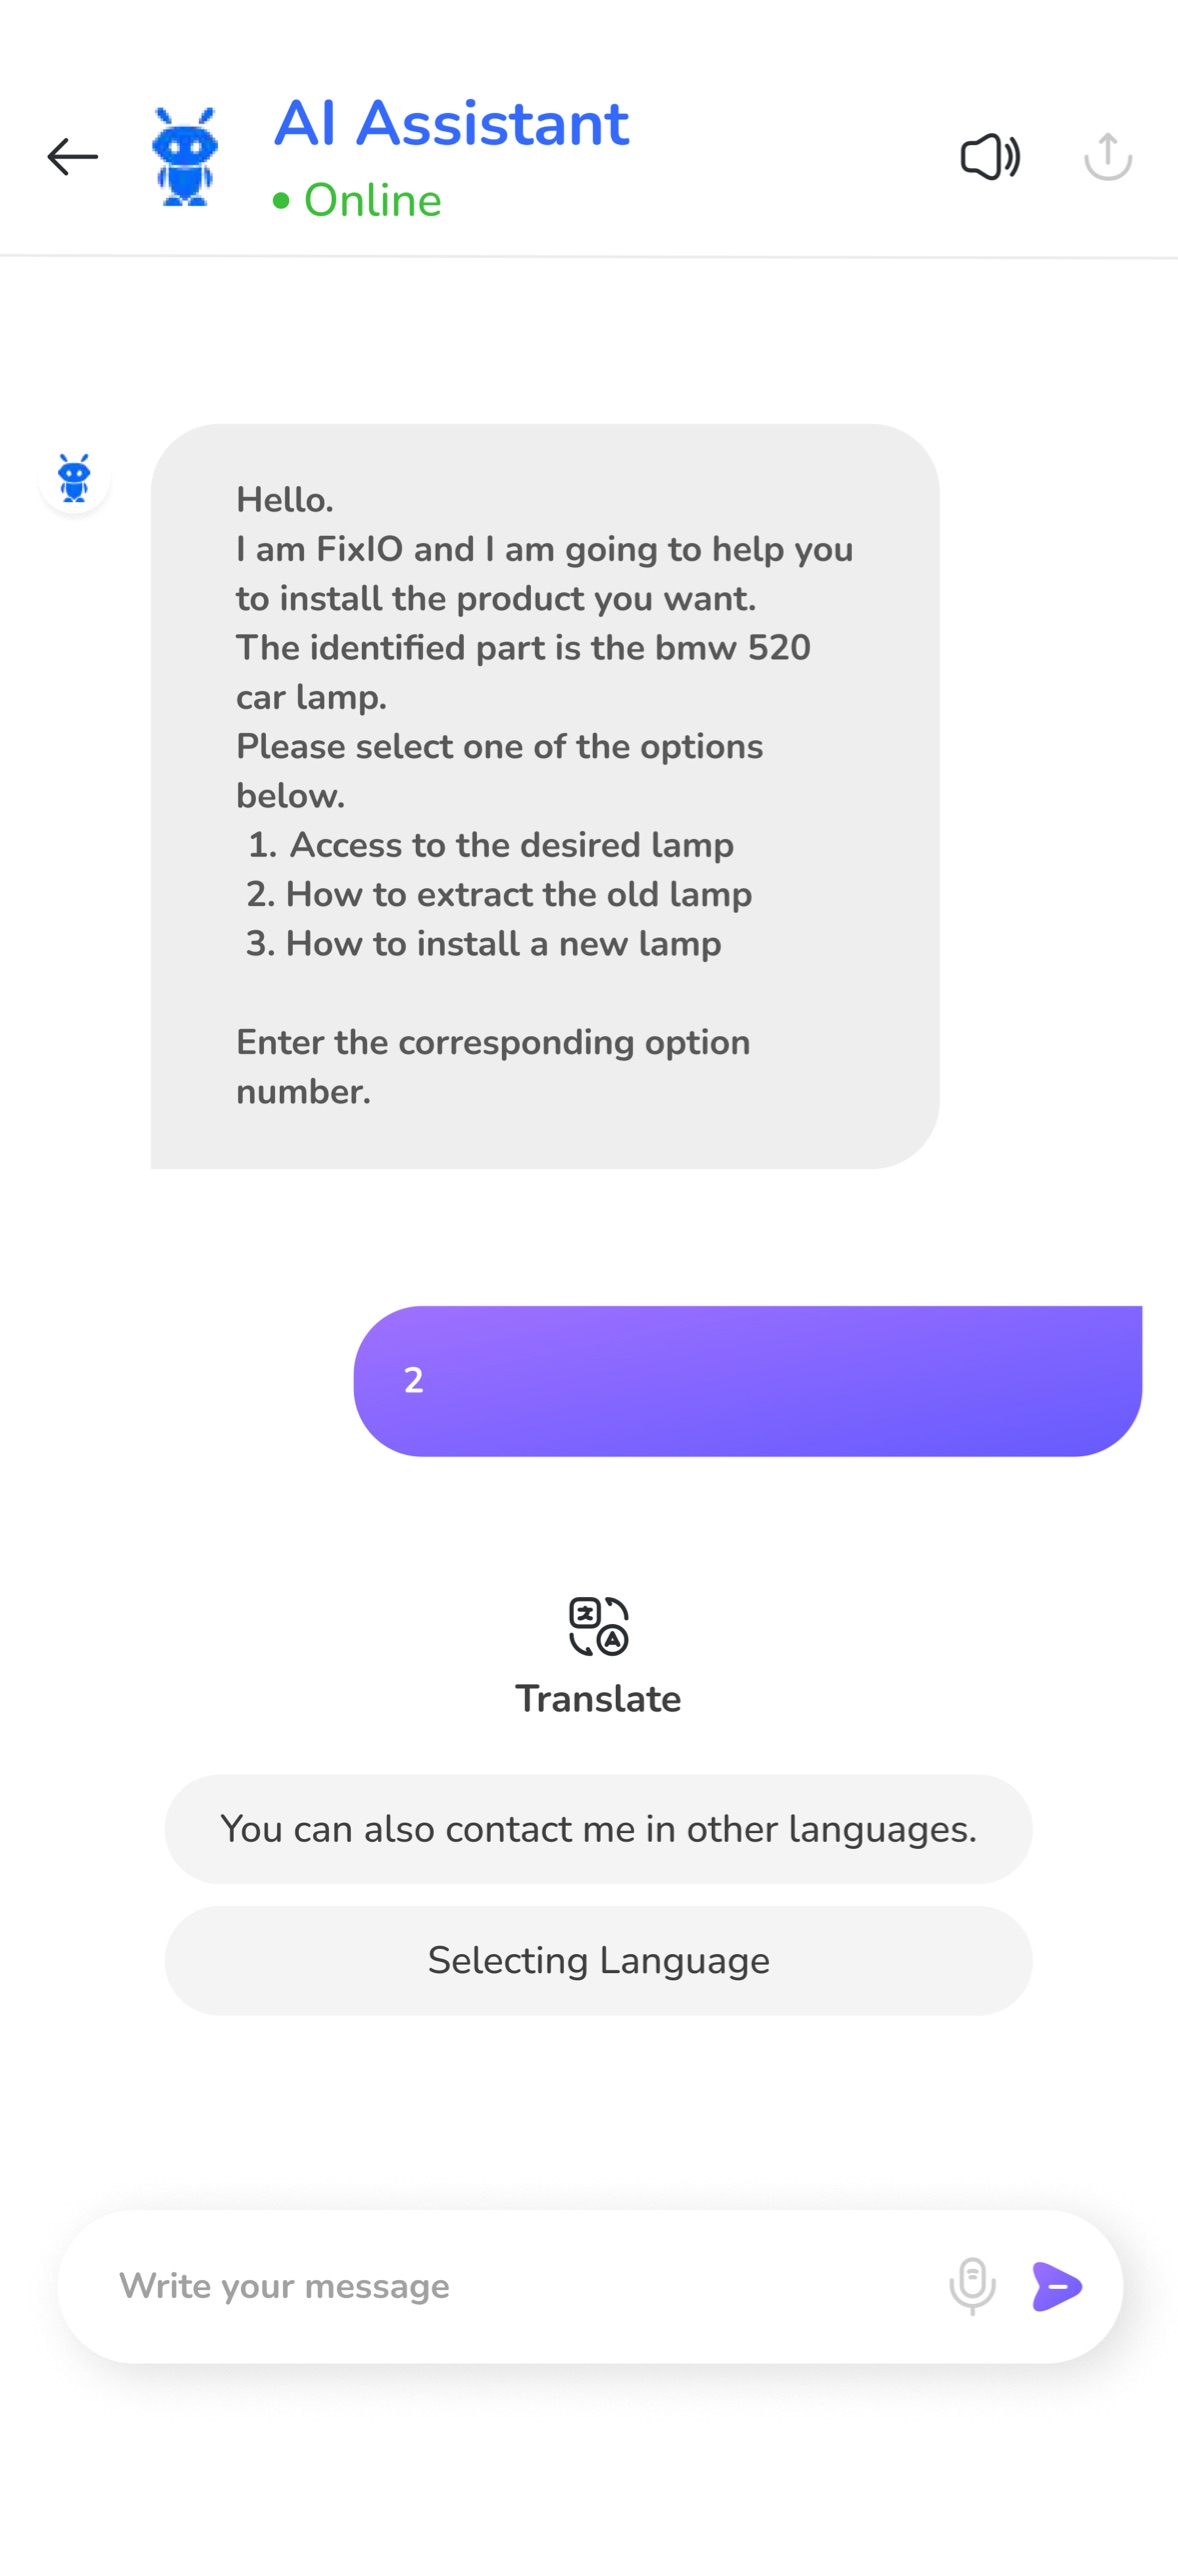 AI Assistant
• Online
Hello.
I am FixIO and I am going to help you
to install the product you want.
The identified part is the bmw 520
car lamp.
Please select one of the options
below.
1. Access to the desired lamp
2. How to extract the old lamp
3. How to install a new lamp
Enter the corresponding option
number.
2
Translate
You can also contact me in other languages.
Selecting Language
Write your message